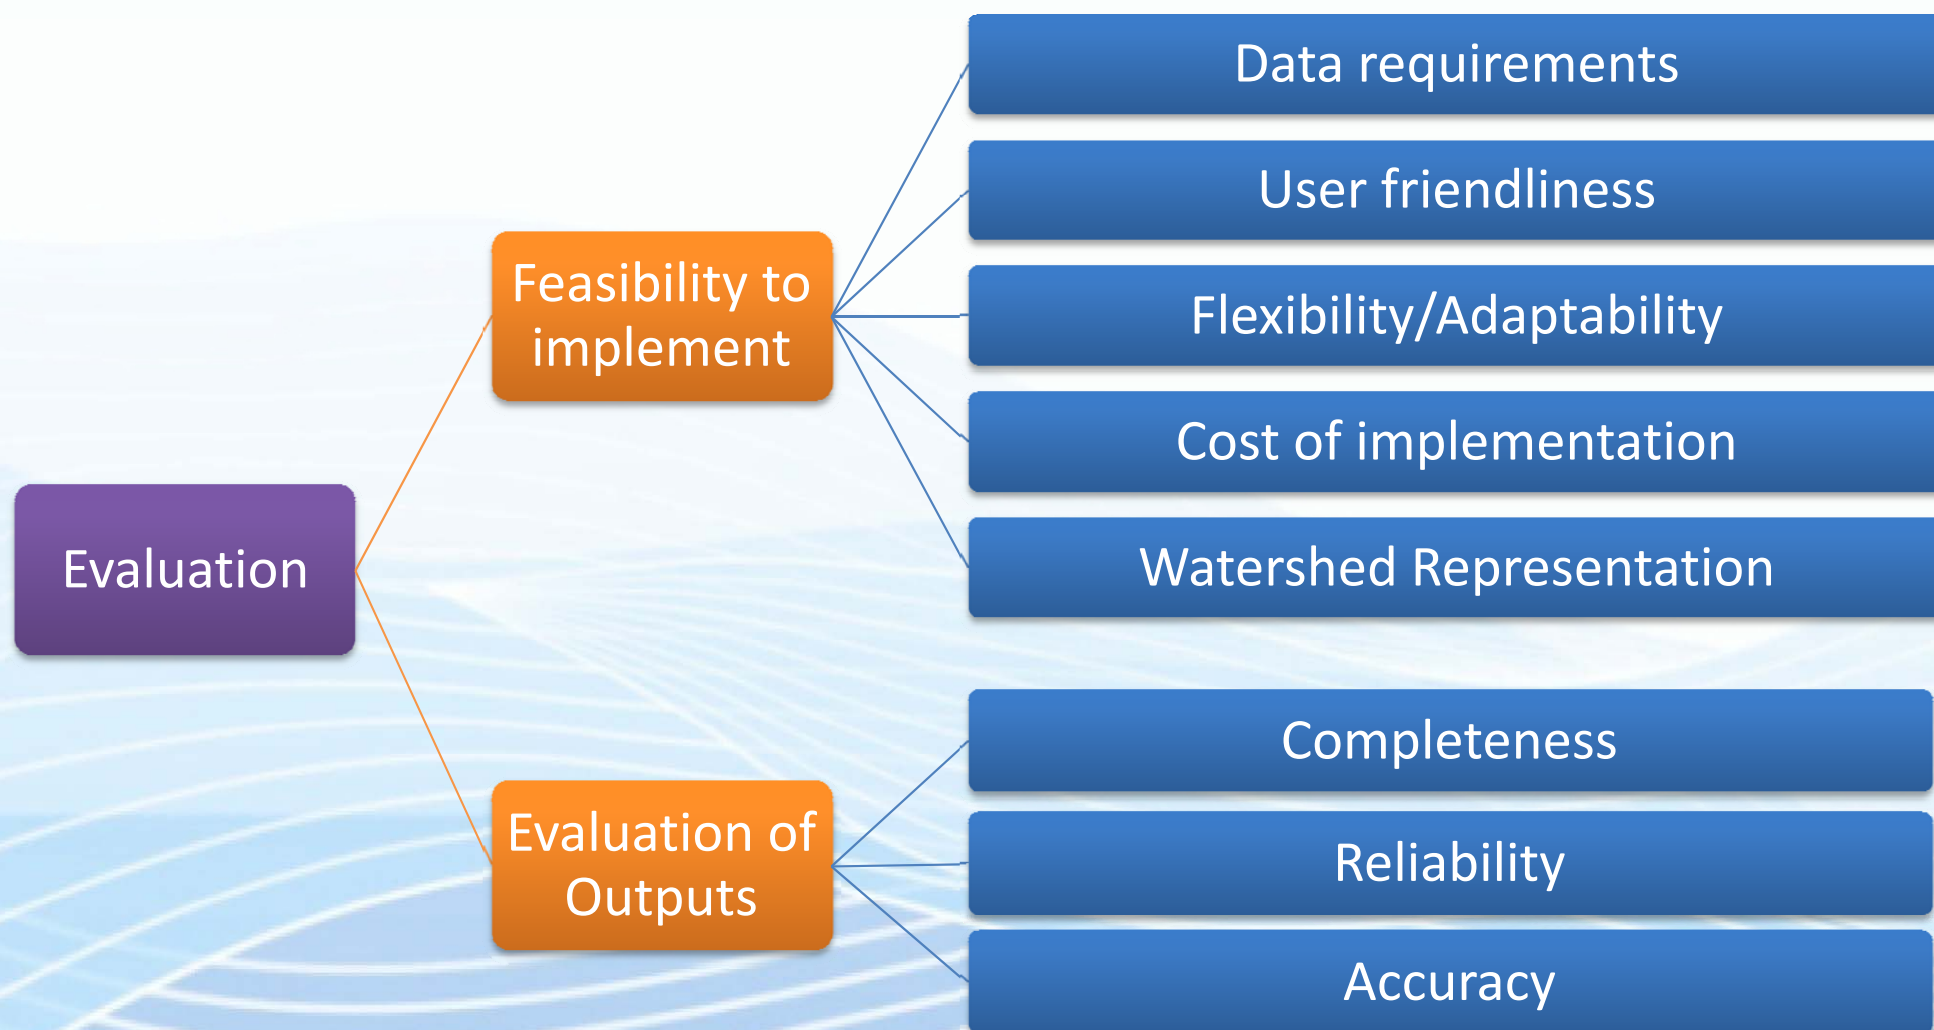 Evaluation
Feasibility to
implement
Data requirements
User friendliness
Flexibility/Adaptability
Cost of implementation
Watershed Representation
Evaluation of
Outputs
Completeness
Reliability
Accuracy